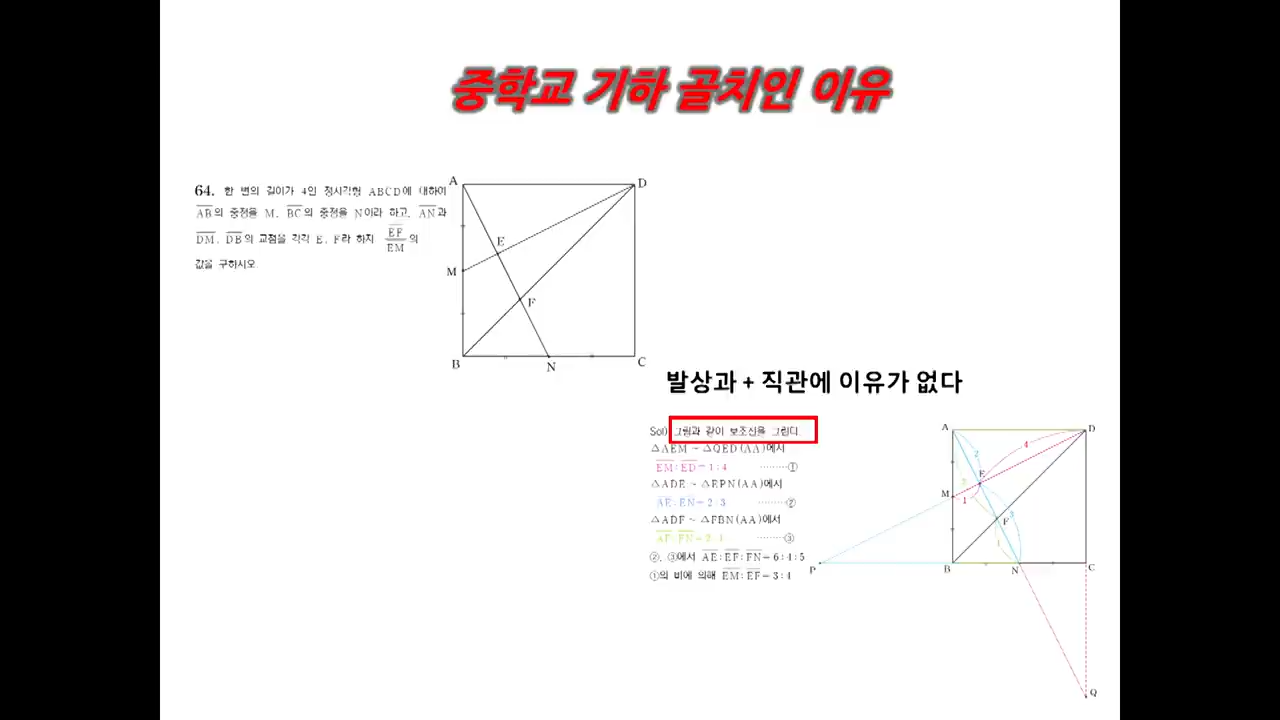 중학교 기하 골치인 이유
64. 한 변의 길이가 4인 정사각형 ABCD에 대하여
AB의 중점을 M, BC의 중점을 N이라 하고, AN과
DM, DB의 교점을 각각 E, F라 하자 EF/EM의
값을 구하시오.
A
D
E
M
F
B
N
C
발상과 + 직관에 이유가 없다
Sol) 그림과 같이 보조선을 그린다.
△AEM ~ △QED(AA)에서
EM:ED=1:4 ········①
△ADE ~ △EPN(AA)에서
AE:EN=2:3 ········②
△ADF ~ △FBN(AA)에서
AF:FN=2:1 ········③
②, ③에서 AE:EF:FN=6:4:5
①의 비에 의해 EM:EF=3:4
A
D
2
4
E
M
1
3
F
1
P
B
N
C
Q